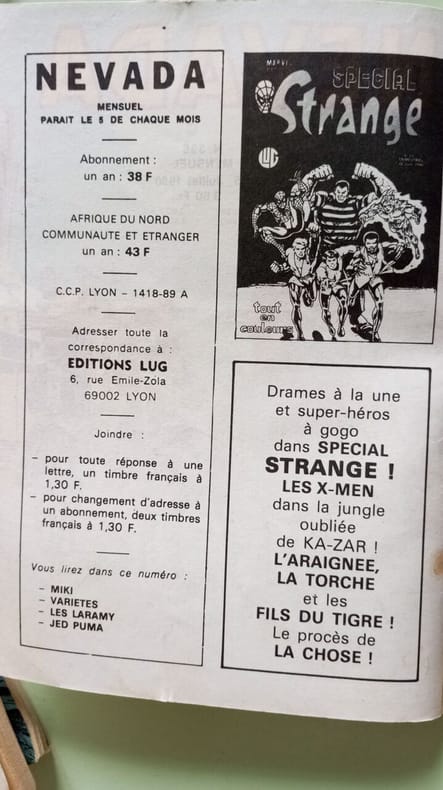 NEVADA
MENSUEL
PARAIT LE 5 DE CHAQUE MOIS
Abonnement :
un an : 38 F
AFRIQUE DU NORD
COMMUNAUTE ET ETRANGER
un an : 43 F
C.C.P. LYON – 1418-89 A
Adresser toute la
correspondance à :
EDITIONS LUG
6, rue Emile-Zola
69002 LYON
Joindre :
– pour toute réponse à une
lettre, un timbre français à
1,30 F.
– pour changement d'adresse à
un abonnement, deux timbres
français à 1,30 F.
Vous lirez dans ce numéro :
– MIKI
– VARIETES
– LES LARAMY
– JED PUMA
SPECIAL
Strange
LUG
tout
en
couleurs
Drames à la une
et super-héros
à gogo
dans SPECIAL
STRANGE !
LES X-MEN
dans la jungle
oubliée
de KA-ZAR !
L'ARAIGNEE,
LA TORCHE
et les
FILS DU TIGRE !
Le procès de
LA CHOSE !